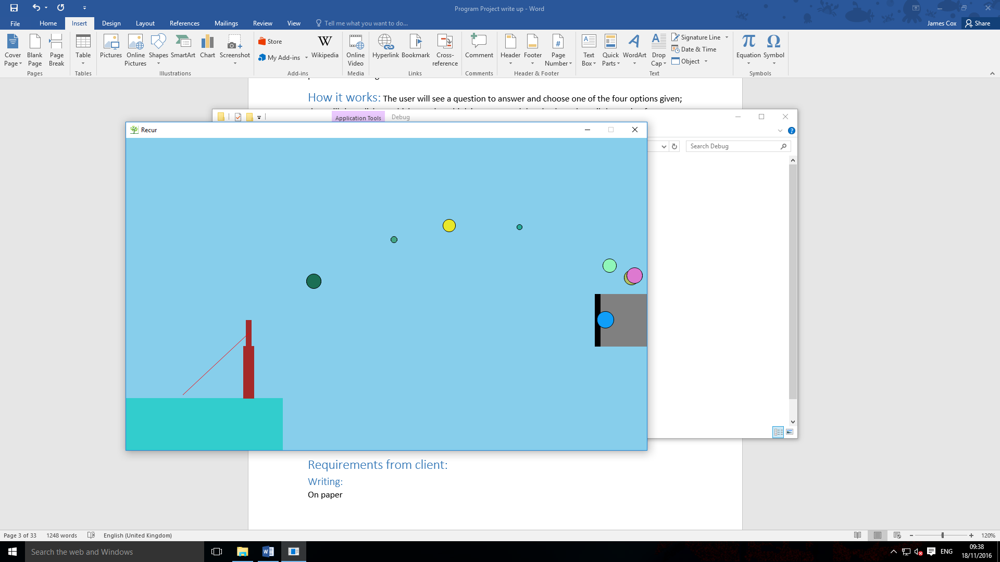 Program Project write up - Word
File Home Insert Design Layout References Mailings Review View Tell me what you want to do... James Cox Share
Cover Page
Blank Page
Page Break
Pages
Table
Tables
Pictures
Online Pictures
Shapes
SmartArt
Chart
Screenshot
Illustrations
Store
My Add-ins
Wikipedia
Add-ins
Online Video
Media
Hyperlink
Bookmark
Cross-reference
Links
Comment
Comments
Header
Footer
Page Number
Header & Footer
Text Box
Quick Parts
WordArt
Drop Cap
Signature Line
Date & Time
Object
Text
Equation
Symbol
Symbols
How it works: The user will see a question to answer and choose one of the four options given;
Application Tools Debug
Recur
Search Debug
Requirements from client:
Writing:
On paper
Page 3 of 33 1248 words English (United Kingdom) 120%
Search the web and Windows
ENG
09:38
18/11/2016